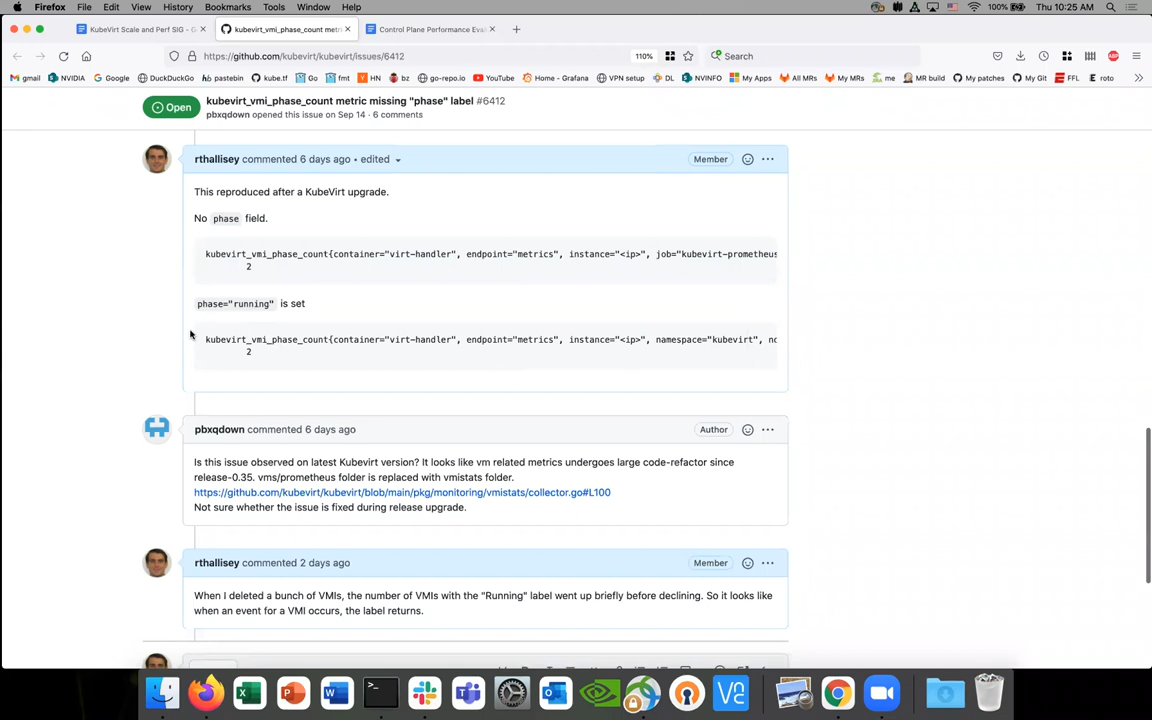 Firefox File Edit View History Bookmarks Tools Window Help 100% Thu 10:25 AM
KubeVirt Scale and Perf SIG - G
kubevirt_vmi_phase_count metri
Control Plane Performance Eval
https://github.com/kubevirt/kubevirt/issues/6412 110% Search
gmail NVIDIA Google DuckDuckGo pastebin kube.tf Go fmt HN bz go-repo.io YouTube Home - Grafana VPN setup DL NVINFO My Apps All MRs My MRs me MR build My patches My Git FFL roto
Open
kubevirt_vmi_phase_count metric missing "phase" label #6412
pbxqdown opened this issue on Sep 14 · 6 comments
rthallisey commented 6 days ago • edited Member
This reproduced after a KubeVirt upgrade.
No phase field.
kubevirt_vmi_phase_count{container="virt-handler", endpoint="metrics", instance="<ip>", job="kubevirt-prometheus
2
phase="running" is set
kubevirt_vmi_phase_count{container="virt-handler", endpoint="metrics", instance="<ip>", namespace="kubevirt", no
2
pbxqdown commented 6 days ago Author
Is this issue observed on latest Kubevirt version? It looks like vm related metrics undergoes large code-refactor since
release-0.35. vms/prometheus folder is replaced with vmistats folder.
https://github.com/kubevirt/kubevirt/blob/main/pkg/monitoring/vmistats/collector.go#L100
Not sure whether the issue is fixed during release upgrade.
rthallisey commented 2 days ago Member
When I deleted a bunch of VMIs, the number of VMIs with the "Running" label went up briefly before declining. So it looks like
when an event for a VMI occurs, the label returns.